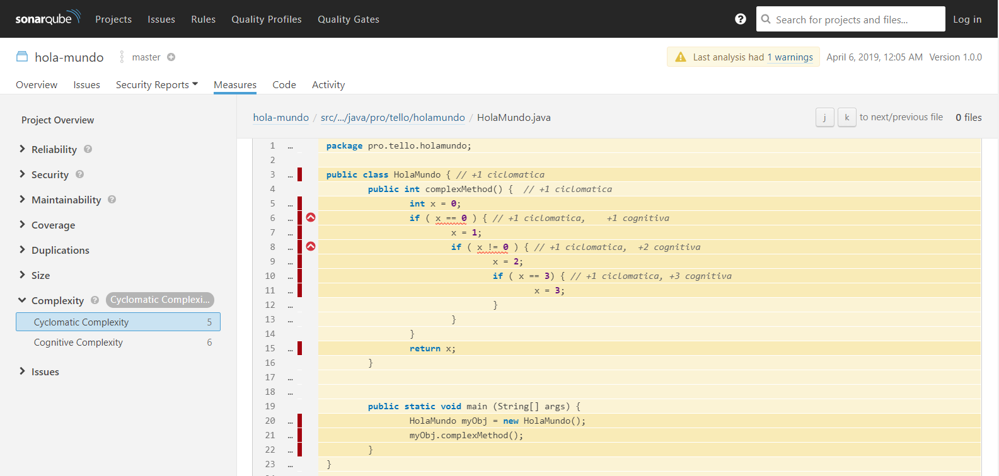 sonarqube Projects Issues Rules Quality Profiles Quality Gates ? Search for projects and files... Log in
hola-mundo master Last analysis had 1 warnings April 6, 2019, 12:05 AM Version 1.0.0
Overview Issues Security Reports Measures Code Activity
Project Overview
Reliability ?
Security ?
Maintainability ?
Coverage
Duplications
Size
Complexity ? Cyclomatic Complexi...
Cyclomatic Complexity 5
Cognitive Complexity 6
Issues
hola-mundo / src/.../java/pro/tello/holamundo / HolaMundo.java j k to next/previous file 0 files
1 ... package pro.tello.holamundo;
2
3 ... public class HolaMundo { // +1 ciclomatica
4 public int complexMethod() { // +1 ciclomatica
5 ... int x = 0;
6 ... if ( x == 0 ) { // +1 ciclomatica, +1 cognitiva
7 ... x = 1;
8 ... if ( x != 0 ) { // +1 ciclomatica, +2 cognitiva
9 ... x = 2;
10 ... if ( x == 3) { // +1 ciclomatica, +3 cognitiva
11 ... x = 3;
12 ... }
13 ... }
14 }
15 ... return x;
16 }
17 ...
18 ...
19 public static void main (String[] args) {
20 ... HolaMundo myObj = new HolaMundo();
21 ... myObj.complexMethod();
22 ... }
23 ... }